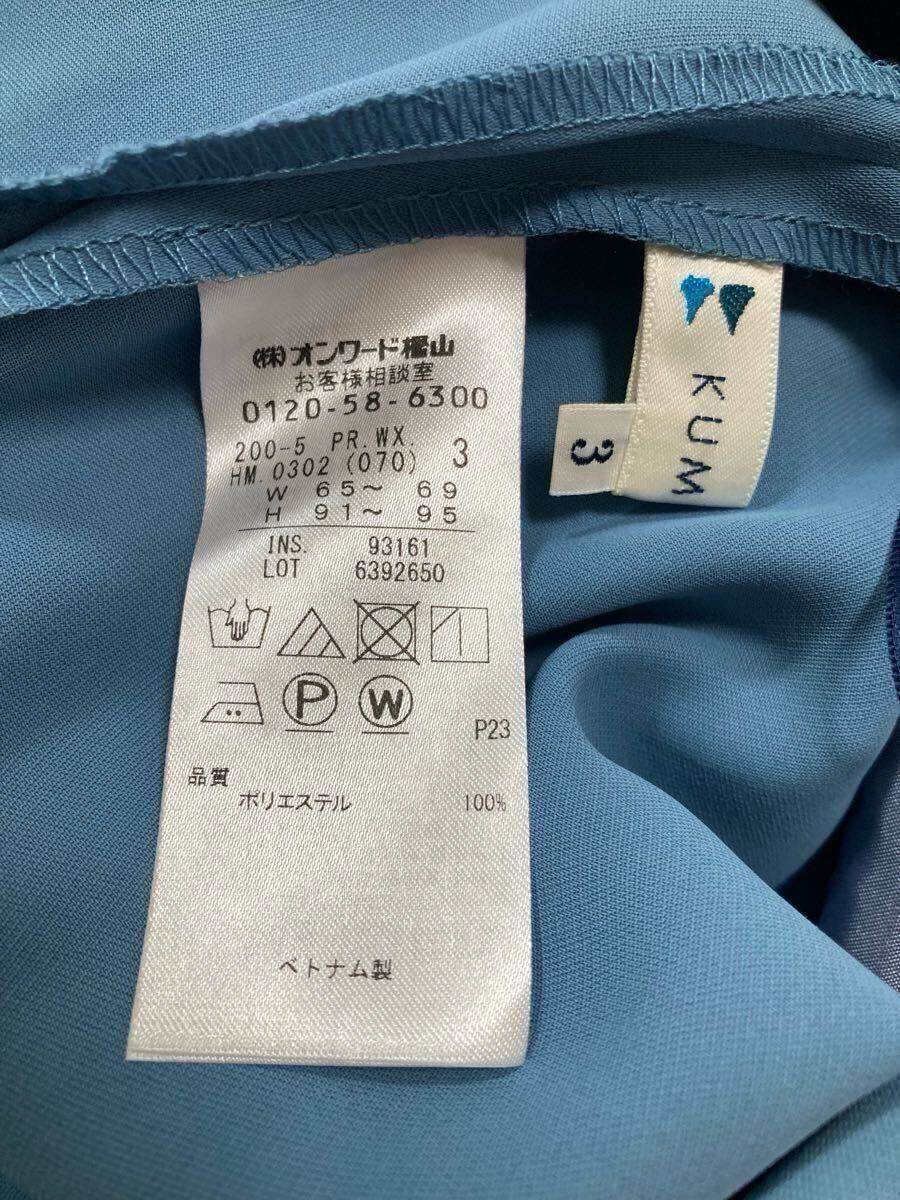 ㈱オンワード樫山
お客様相談室
0120-58-6300
200-5 PR.WX. 3
HM.0302 (070)
W 65～ 69
H 91～ 95
INS. 93161
LOT 6392650
P
W
P23
品質
ポリエステル 100%
ベトナム製
KUM
3